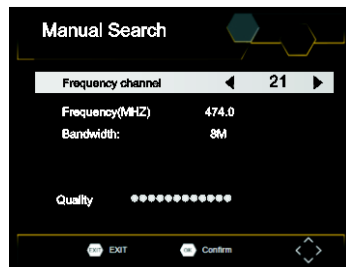 Manual Search
Frequency channel 21
Frequency(MHZ) 474.0
Bandwidth: 8M
Quality
EXIT EXIT OK Confirm